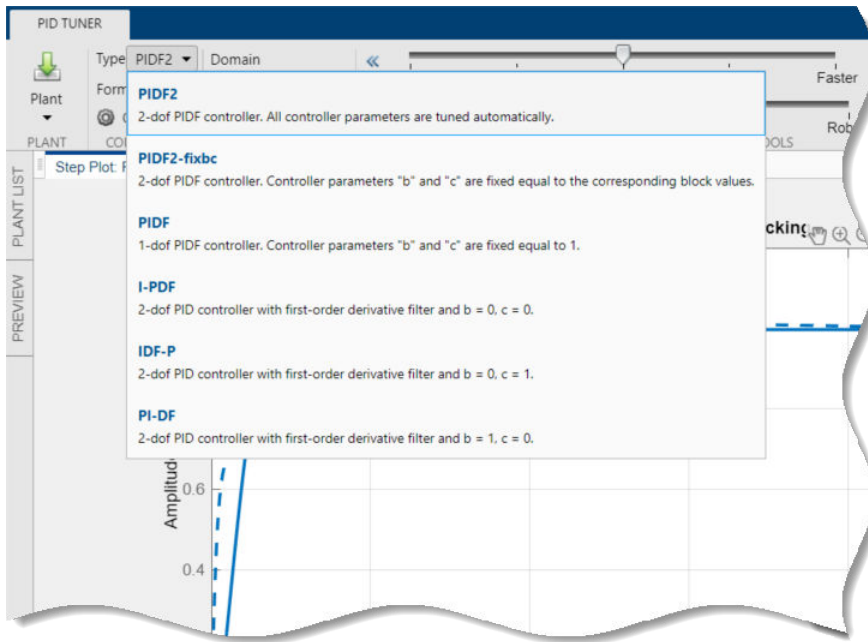 PID TUNER
Plant
PLANT
Type PIDF2 Domain
Form
Faster
PIDF2
2-dof PIDF controller. All controller parameters are tuned automatically.
PIDF2-fixbc
2-dof PIDF controller. Controller parameters "b" and "c" are fixed equal to the corresponding block values.
PIDF
1-dof PIDF controller. Controller parameters "b" and "c" are fixed equal to 1.
I-PDF
2-dof PID controller with first-order derivative filter and b = 0, c = 0.
IDF-P
2-dof PID controller with first-order derivative filter and b = 0, c = 1.
PI-DF
2-dof PID controller with first-order derivative filter and b = 1, c = 0.
Rob
CO
OOLS
Step Plot: R
cking
PLANT LIST
PREVIEW
Amplitude
0.6
0.4